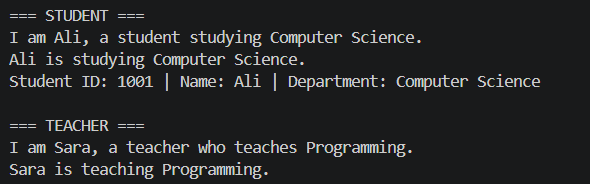 === STUDENT ===
I am Ali, a student studying Computer Science.
Ali is studying Computer Science.
Student ID: 1001 | Name: Ali | Department: Computer Science
=== TEACHER ===
I am Sara, a teacher who teaches Programming.
Sara is teaching Programming.